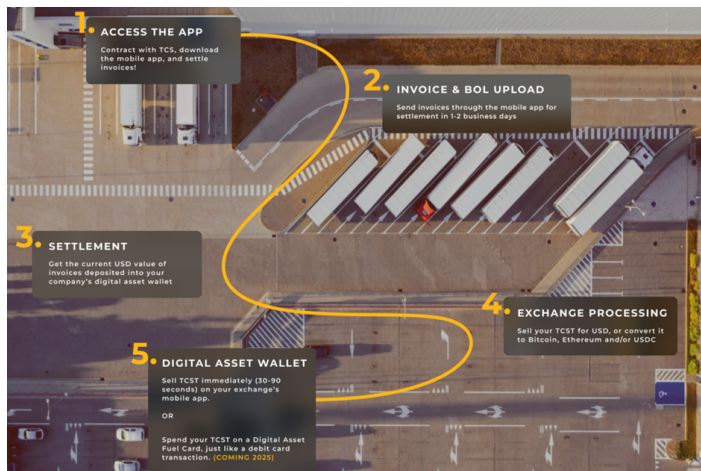 1.
ACCESS THE APP
Contract with TCS, download
the mobile app, and settle
invoices!
2.
INVOICE & BOL UPLOAD
Send invoices through the mobile app for
settlement in 1-2 business days
3.
SETTLEMENT
Get the current USD value of
invoices deposited into your
company's digital asset wallet
4.
EXCHANGE PROCESSING
Sell your TCST for USD, or convert it
to Bitcoin, Ethereum and/or USDC
5.
DIGITAL ASSET WALLET
Sell TCST immediately (30-90
seconds) on your exchange's
mobile app.
OR
Spend your TCST on a Digital Asset
Fuel Card, just like a debit card
transaction. (COMING 2025)